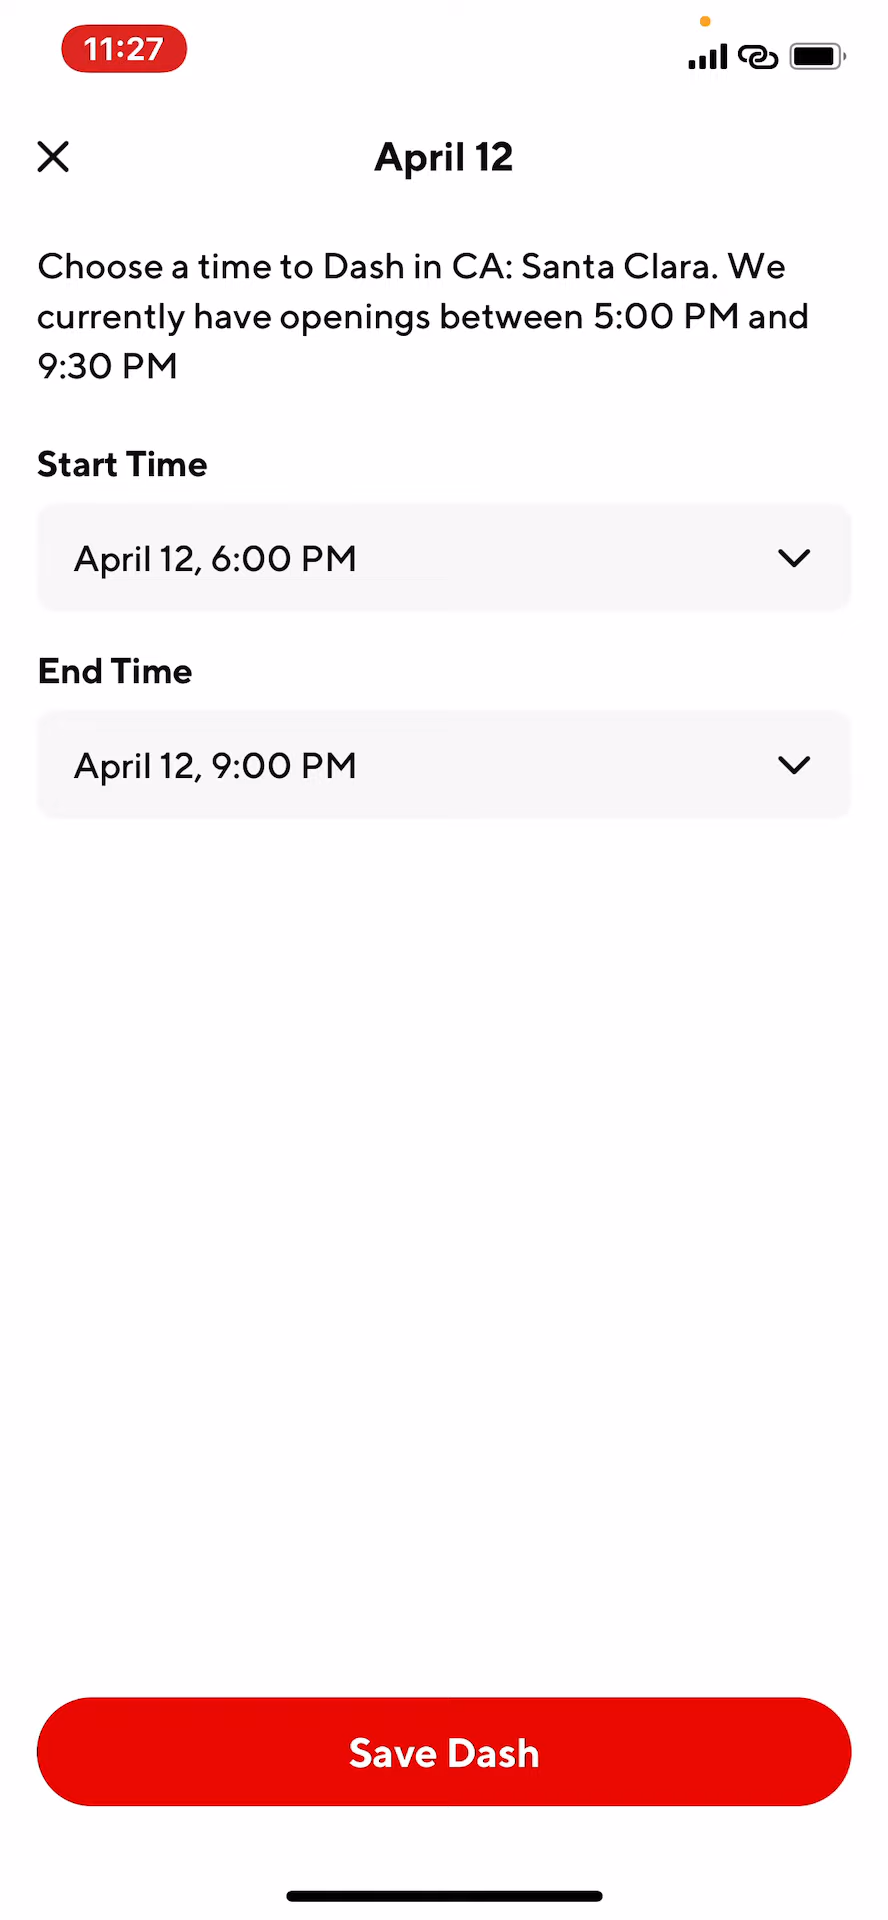 11:27
April 12
Choose a time to Dash in CA: Santa Clara. We
currently have openings between 5:00 PM and
9:30 PM
Start Time
April 12, 6:00 PM
End Time
April 12, 9:00 PM
Save Dash